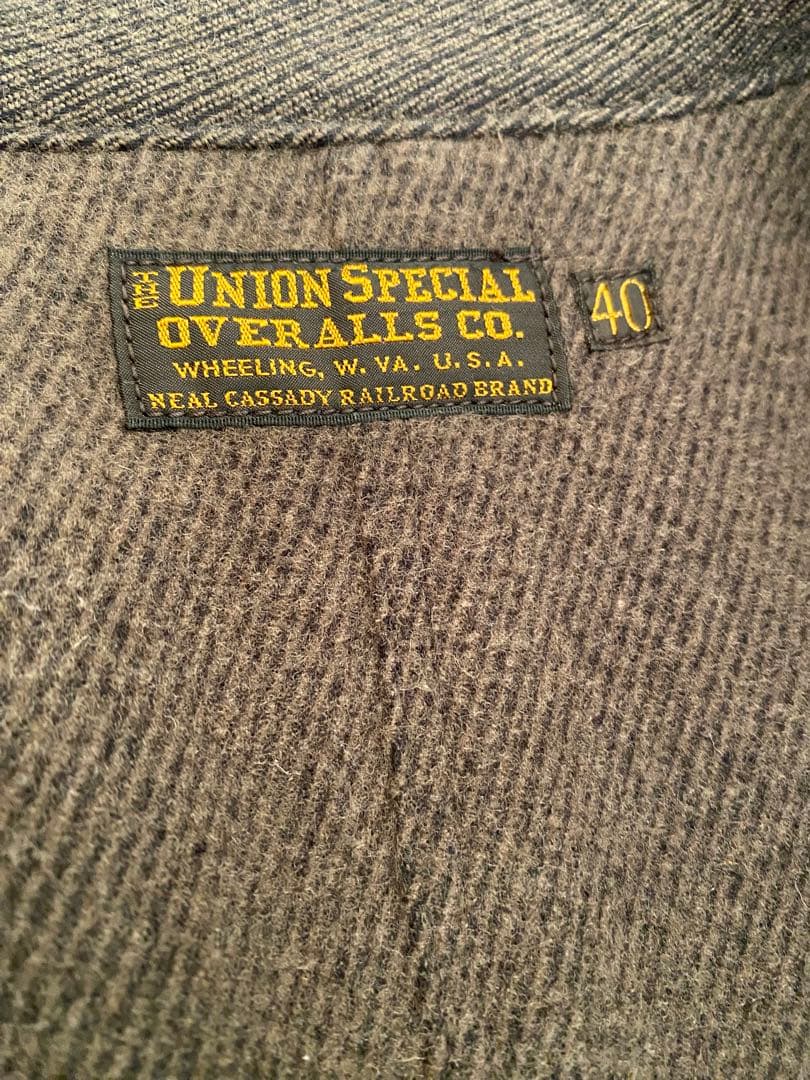 THE UNION SPECIAL
OVERALLS CO.
WHEELING, W. VA. U.S.A.
NEAL CASSADY RAILROAD BRAND
40